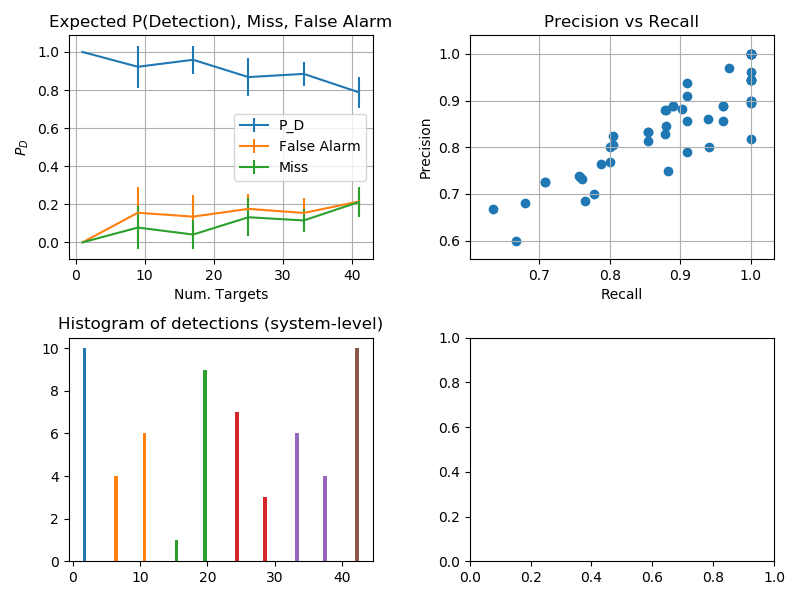 Expected P(Detection), Miss, False Alarm
1.0
0.8
0.6
0.4
0.2
0.0
P_D
P_D
False Alarm
Miss
0 10 20 30 40
Num. Targets
Precision vs Recall
1.0
0.9
0.8
0.7
0.6
Precision
0.7 0.8 0.9 1.0
Recall
Histogram of detections (system-level)
10
8
6
4
2
0
0 10 20 30 40
1.0
0.8
0.6
0.4
0.2
0.0
0.0 0.2 0.4 0.6 0.8 1.0